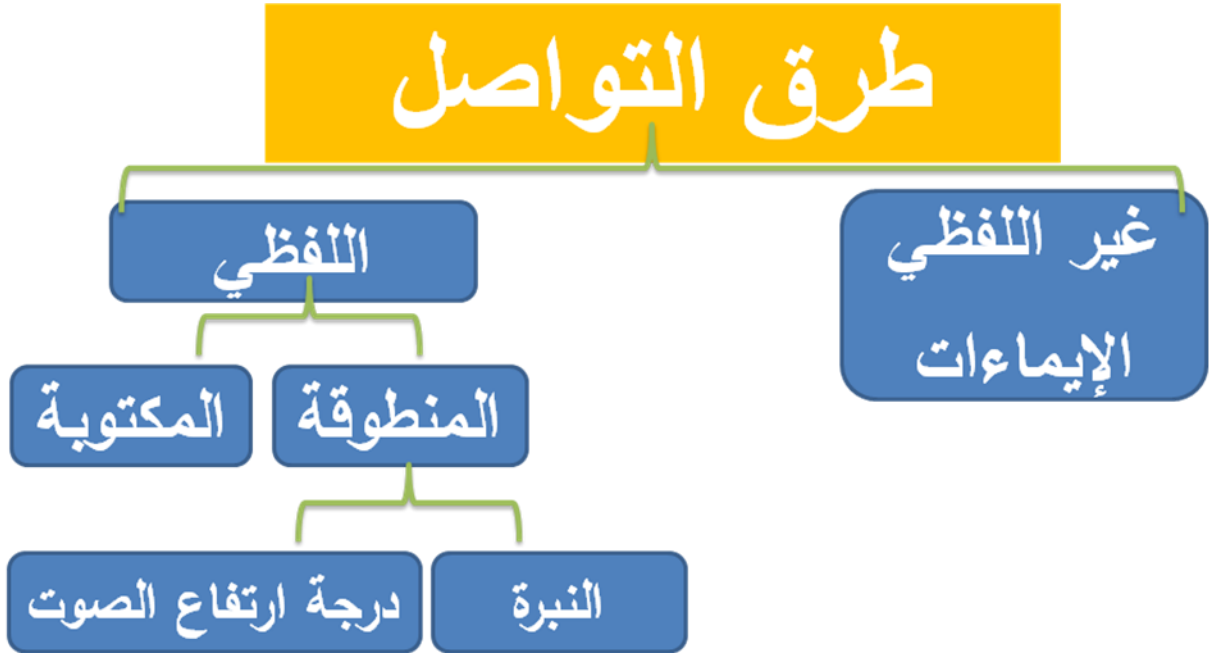 طرق التواصل
غير اللفظي
الإيماءات
اللفظي
المنطوقة
المكتوبة
النبرة
درجة ارتفاع الصوت